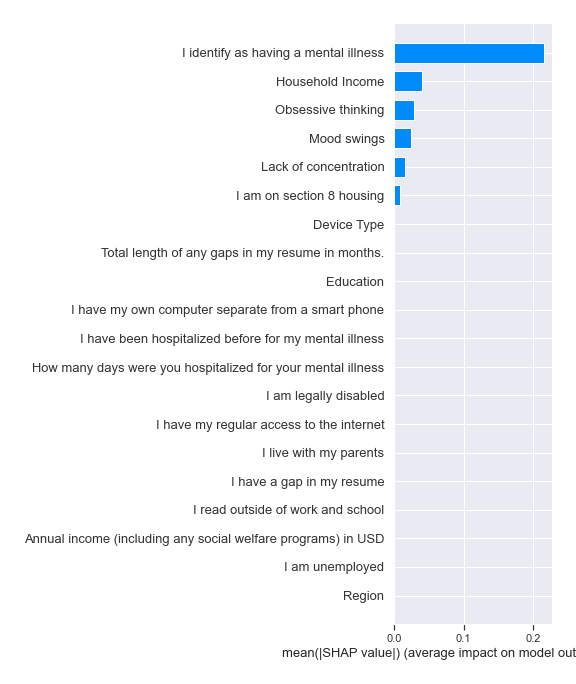 I identify as having a mental illness
Household Income
Obsessive thinking
Mood swings
Lack of concentration
I am on section 8 housing
Device Type
Total length of any gaps in my resume in months.
Education
I have my own computer separate from a smart phone
I have been hospitalized before for my mental illness
How many days were you hospitalized for your mental illness
I am legally disabled
I have my regular access to the internet
I live with my parents
I have a gap in my resume
I read outside of work and school
Annual income (including any social welfare programs) in USD
I am unemployed
Region
0.0 0.1 0.2
mean(|SHAP value|) (average impact on model out